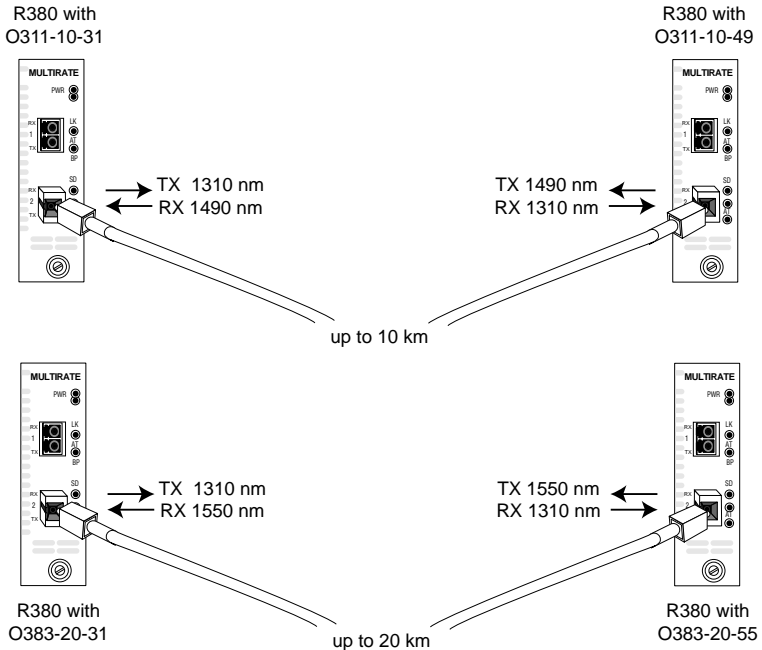 R380 with
O311-10-31
R380 with
O311-10-49
MULTIRATE
PWR
RX
1
TX
LK
AT
BP
SD
RX
2
TX
TX 1310 nm
RX 1490 nm
MULTIRATE
PWR
RX
1
TX
LK
AT
BP
SD
RX
2
AT
TX 1490 nm
RX 1310 nm
up to 10 km
MULTIRATE
PWR
RX
1
TX
LK
AT
BP
SD
RX
2
TX
TX 1310 nm
RX 1550 nm
MULTIRATE
PWR
RX
1
TX
LK
AT
BP
SD
RX
2
AT
TX 1550 nm
RX 1310 nm
R380 with
O383-20-31
up to 20 km
R380 with
O383-20-55